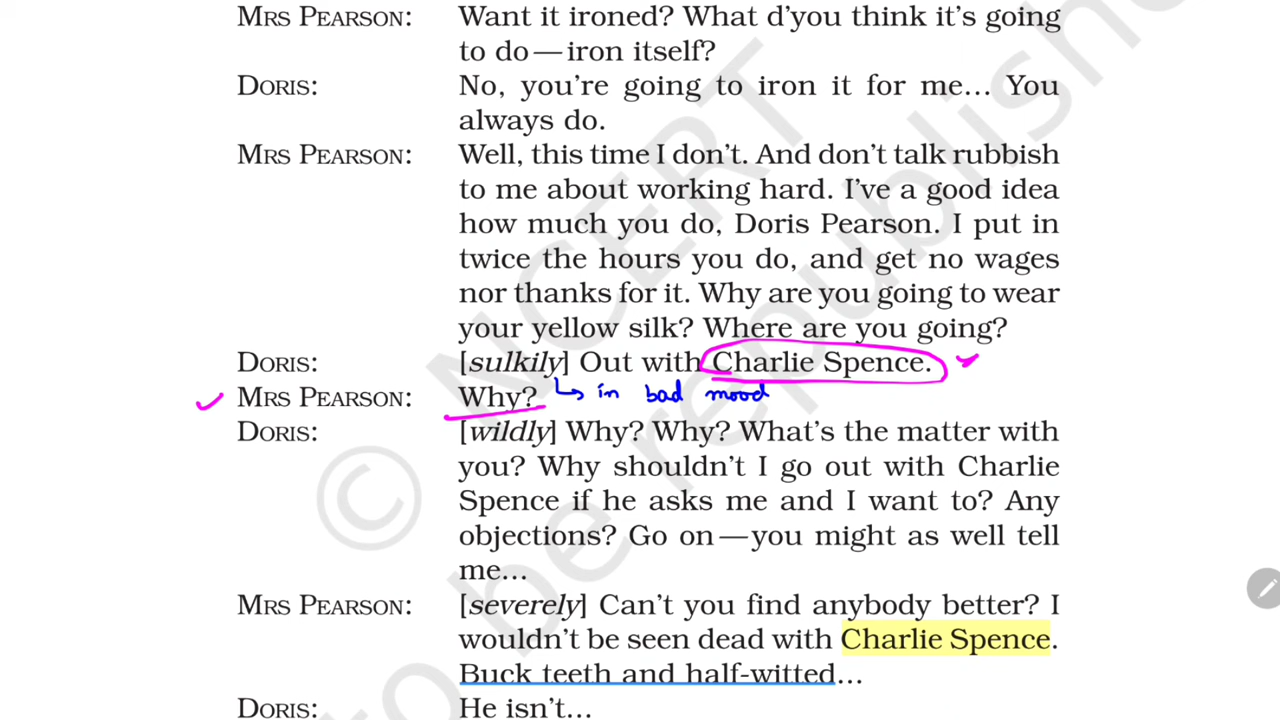 MRS PEARSON: Want it ironed? What d'you think it's going
to do—iron itself?
DORIS: No, you're going to iron it for me... You
always do.
MRS PEARSON: Well, this time I don't. And don't talk rubbish
to me about working hard. I've a good idea
how much you do, Doris Pearson. I put in
twice the hours you do, and get no wages
nor thanks for it. Why are you going to wear
your yellow silk? Where are you going?
DORIS: [sulkily] Out with Charlie Spence.
MRS PEARSON: Why? in bad mood
DORIS: [wildly] Why? Why? What's the matter with
you? Why shouldn't I go out with Charlie
Spence if he asks me and I want to? Any
objections? Go on—you might as well tell
me...
MRS PEARSON: [severely] Can't you find anybody better? I
wouldn't be seen dead with Charlie Spence.
Buck teeth and half-witted...
DORIS: He isn't...
© NCERT
to be republished